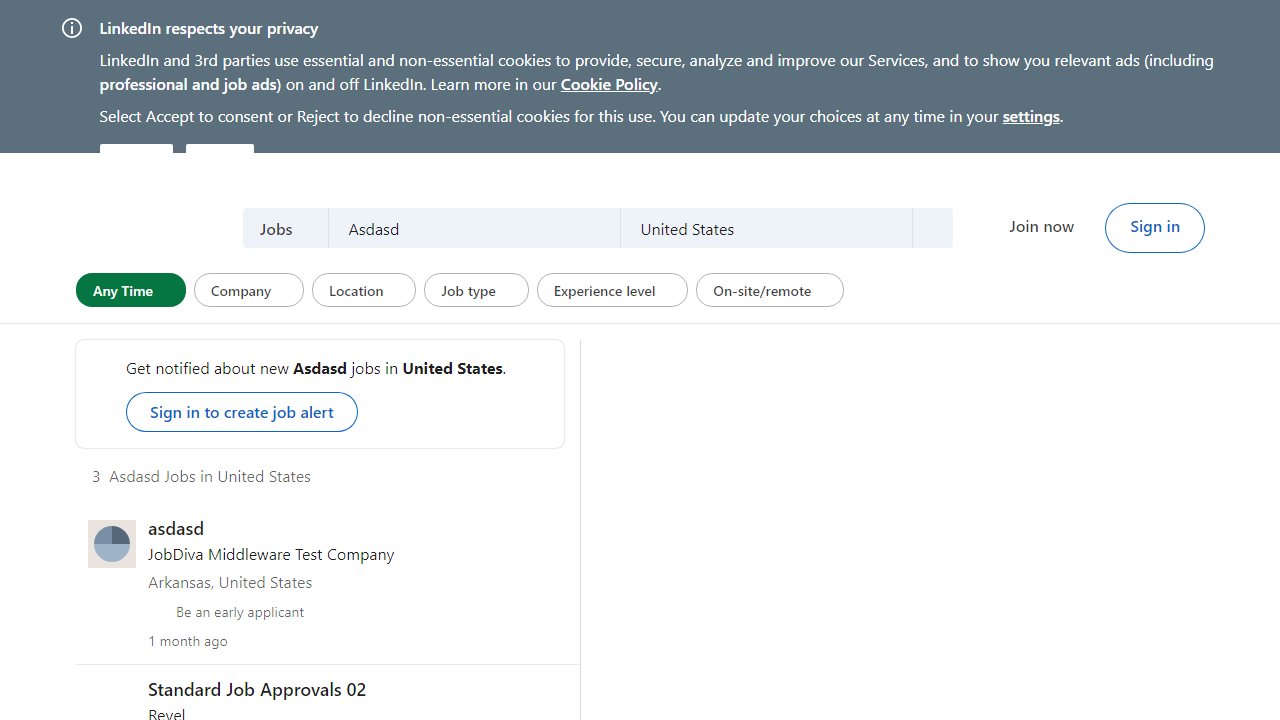 LinkedIn respects your privacy
LinkedIn and 3rd parties use essential and non-essential cookies to provide, secure, analyze and improve our Services, and to show you relevant ads (including
professional and job ads) on and off LinkedIn. Learn more in our Cookie Policy.
Select Accept to consent or Reject to decline non-essential cookies for this use. You can update your choices at any time in your settings.
Jobs Asdasd United States Join now Sign in
Any Time Company Location Job type Experience level On-site/remote
Get notified about new Asdasd jobs in United States.
Sign in to create job alert
3 Asdasd Jobs in United States
asdasd
JobDiva Middleware Test Company
Arkansas, United States
Be an early applicant
1 month ago
Standard Job Approvals 02
Revel